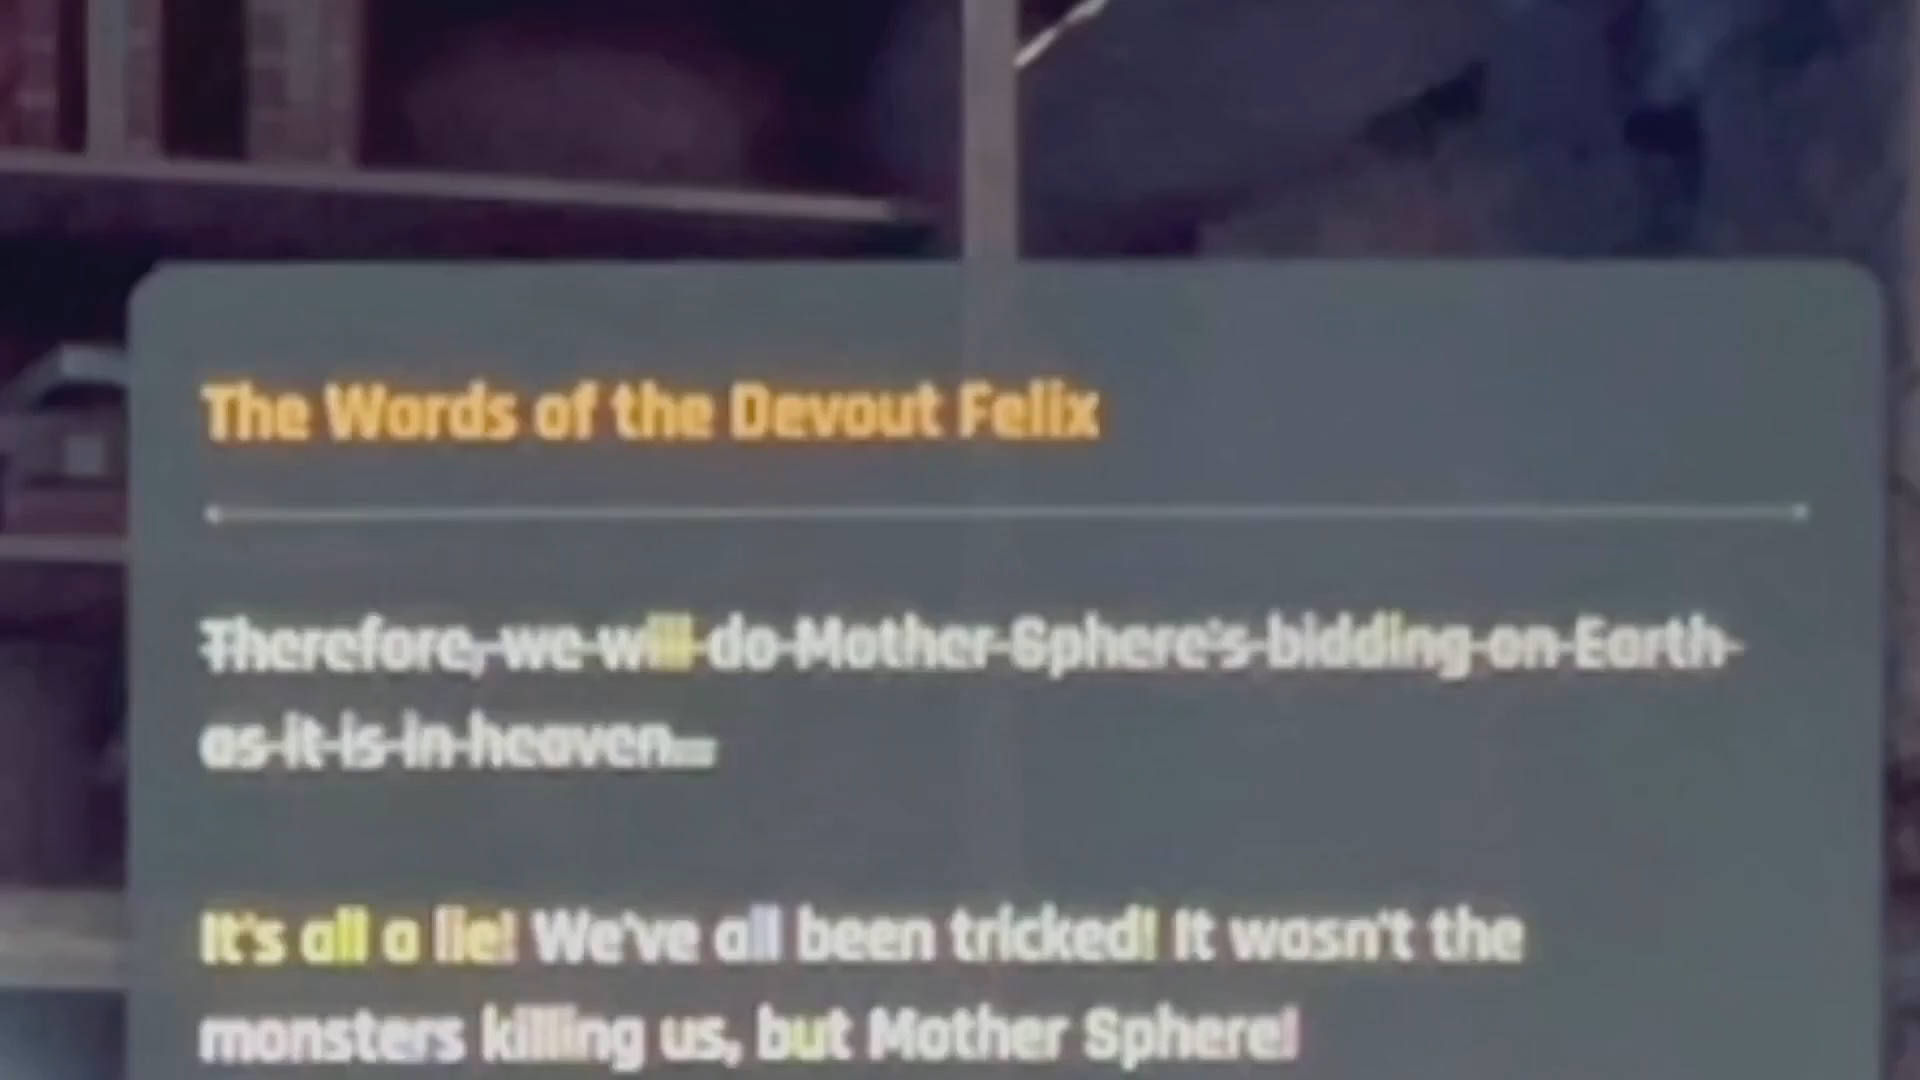 The Words of the Devout Felix
Therefore, we will do Mother Sphere's bidding on Earth
as it is in heaven...
It's all a lie! We've all been tricked! It wasn't the
monsters killing us, but Mother Sphere!